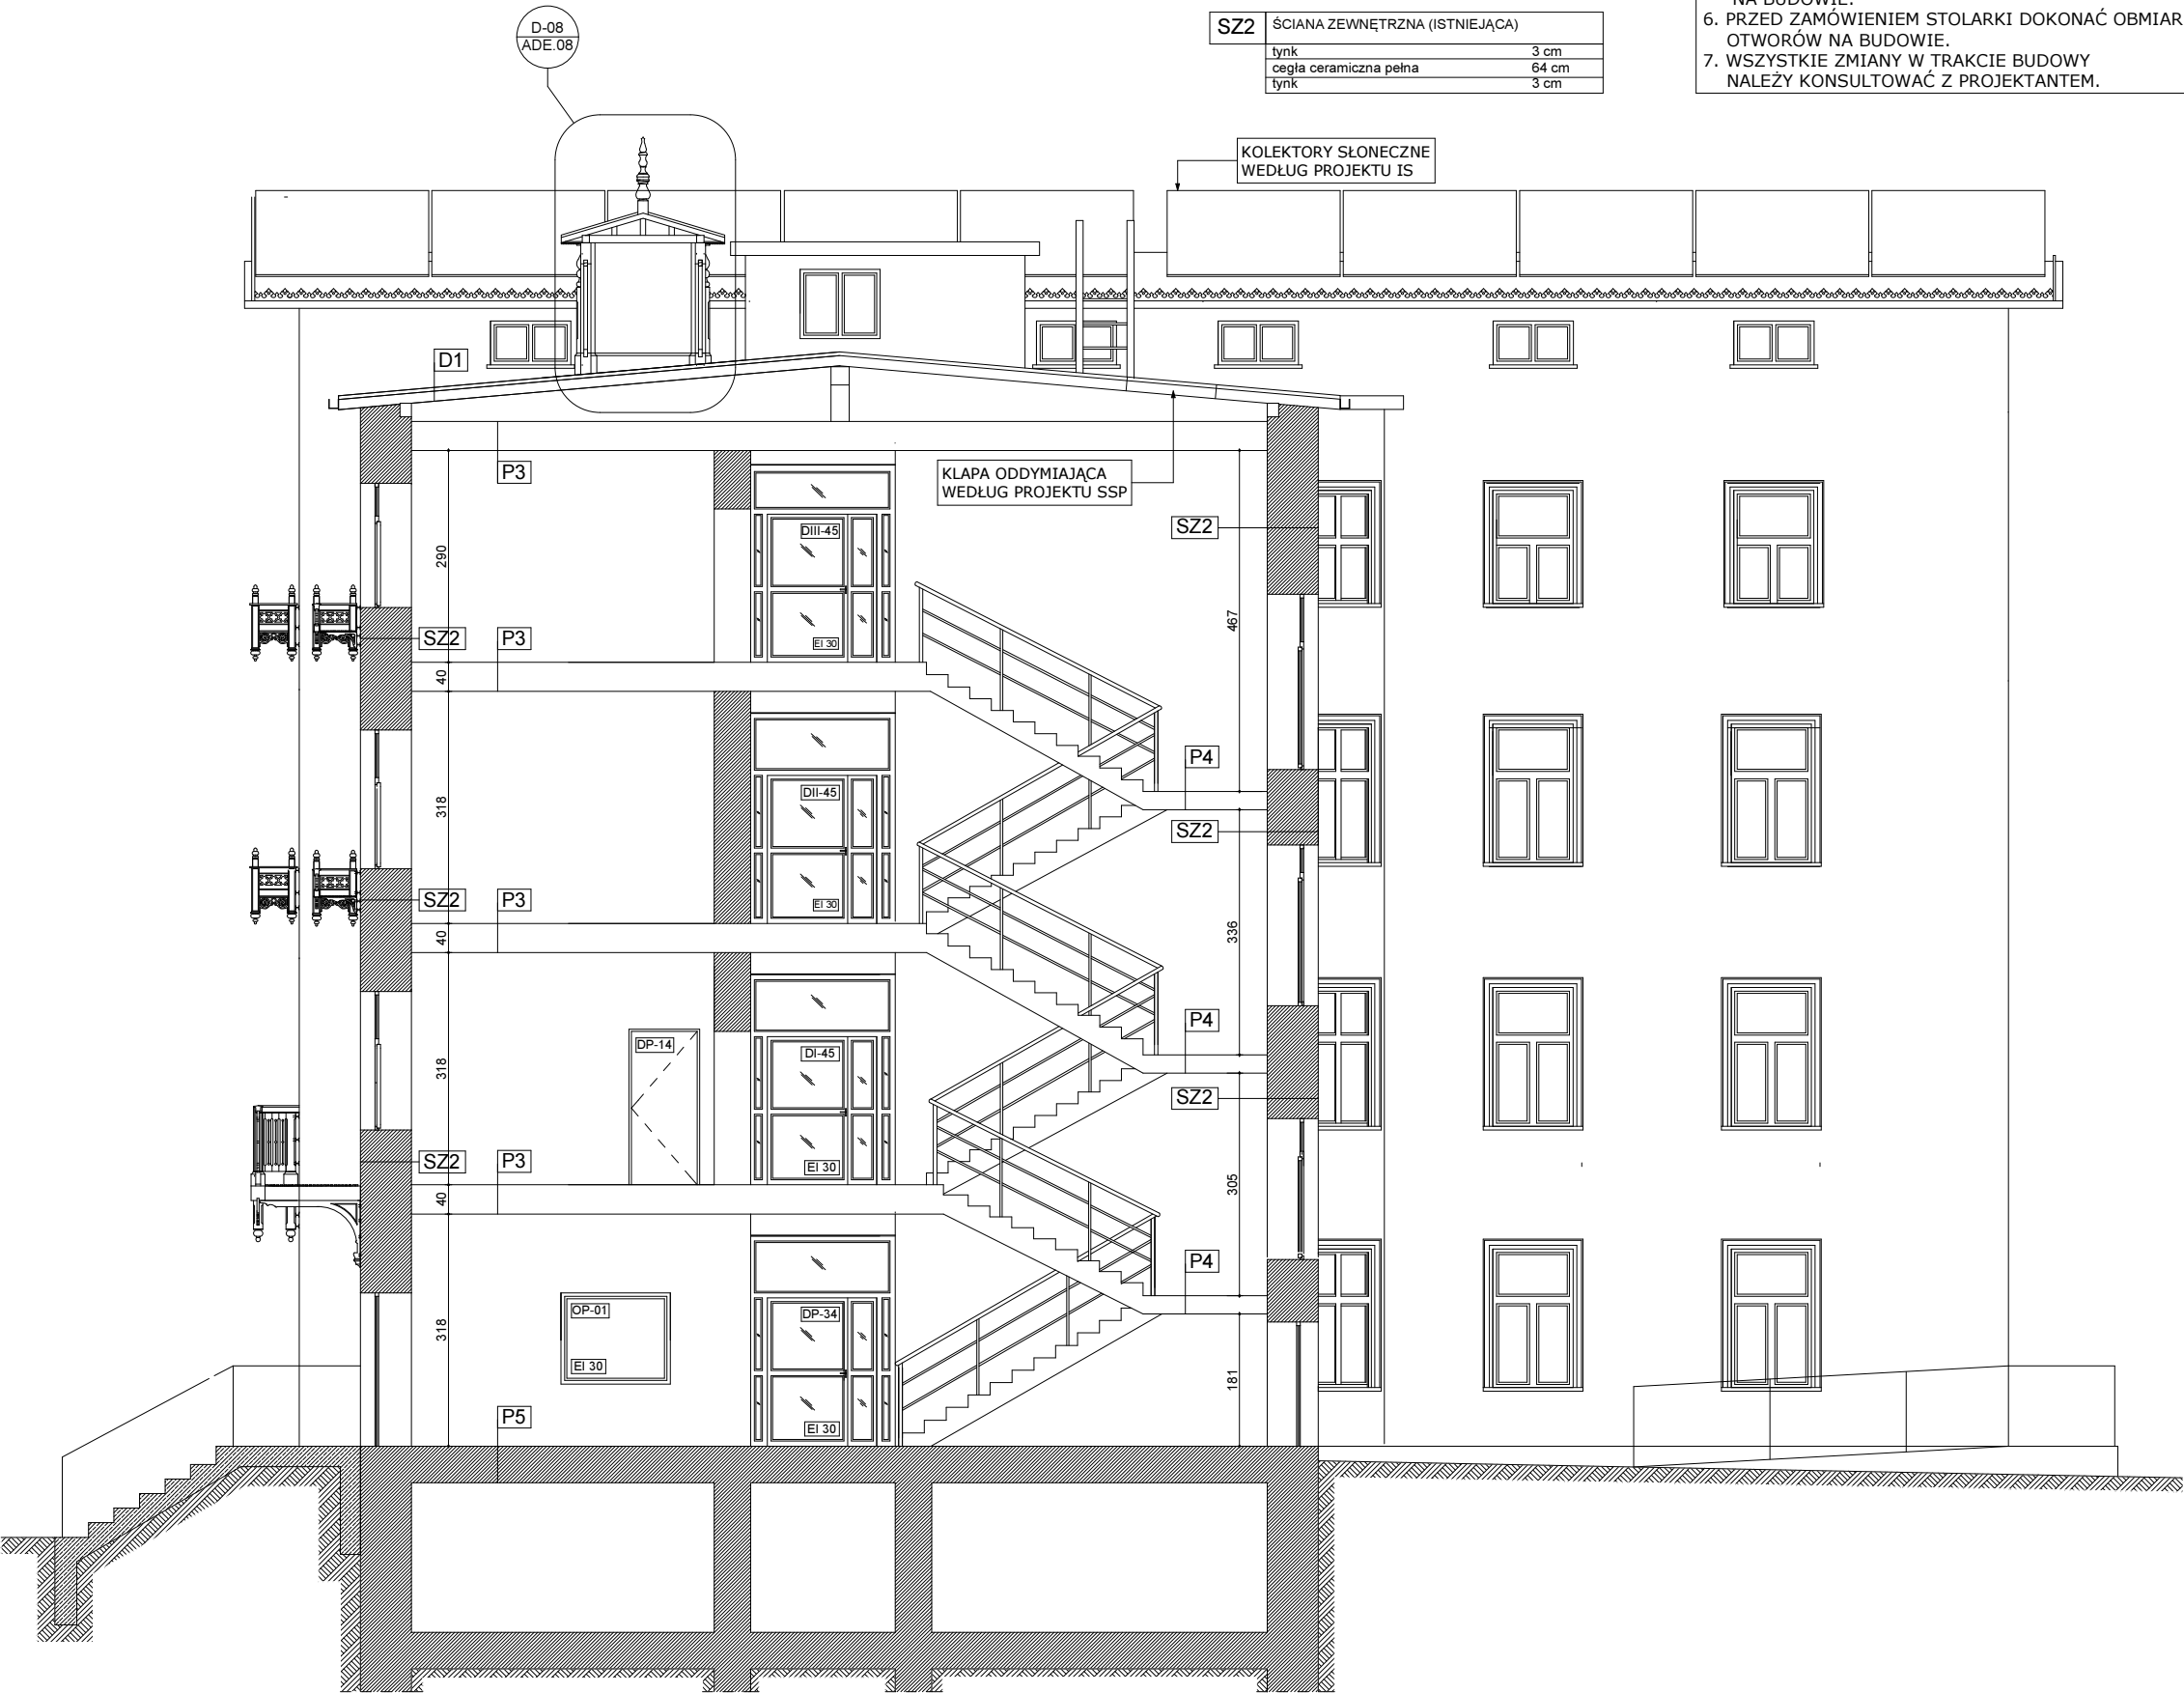 D-08
ADE.08
SZ2 ŚCIANA ZEWNĘTRZNA (ISTNIEJĄCA)
tynk 3 cm
cegła ceramiczna pełna 64 cm
tynk 3 cm
NA BUDOWIE.
6. PRZED ZAMÓWIENIEM STOLARKI DOKONAĆ OBMIAR
OTWORÓW NA BUDOWIE.
7. WSZYSTKIE ZMIANY W TRAKCIE BUDOWY
NALEŻY KONSULTOWAĆ Z PROJEKTANTEM.
KOLEKTORY SŁONECZNE
WEDŁUG PROJEKTU IS
D1
P3
KLAPA ODDYMIAJĄCA
WEDŁUG PROJEKTU SSP
SZ2
DIII-45
290
467
SZ2
P3
EI 30
40
P4
DII-45
318
SZ2
SZ2
P3
EI 30
40
336
P4
DP-14
DI-45
318
SZ2
SZ2
P3
EI 30
40
305
P4
OP-01
DP-34
318
EI 30
181
P5
EI 30